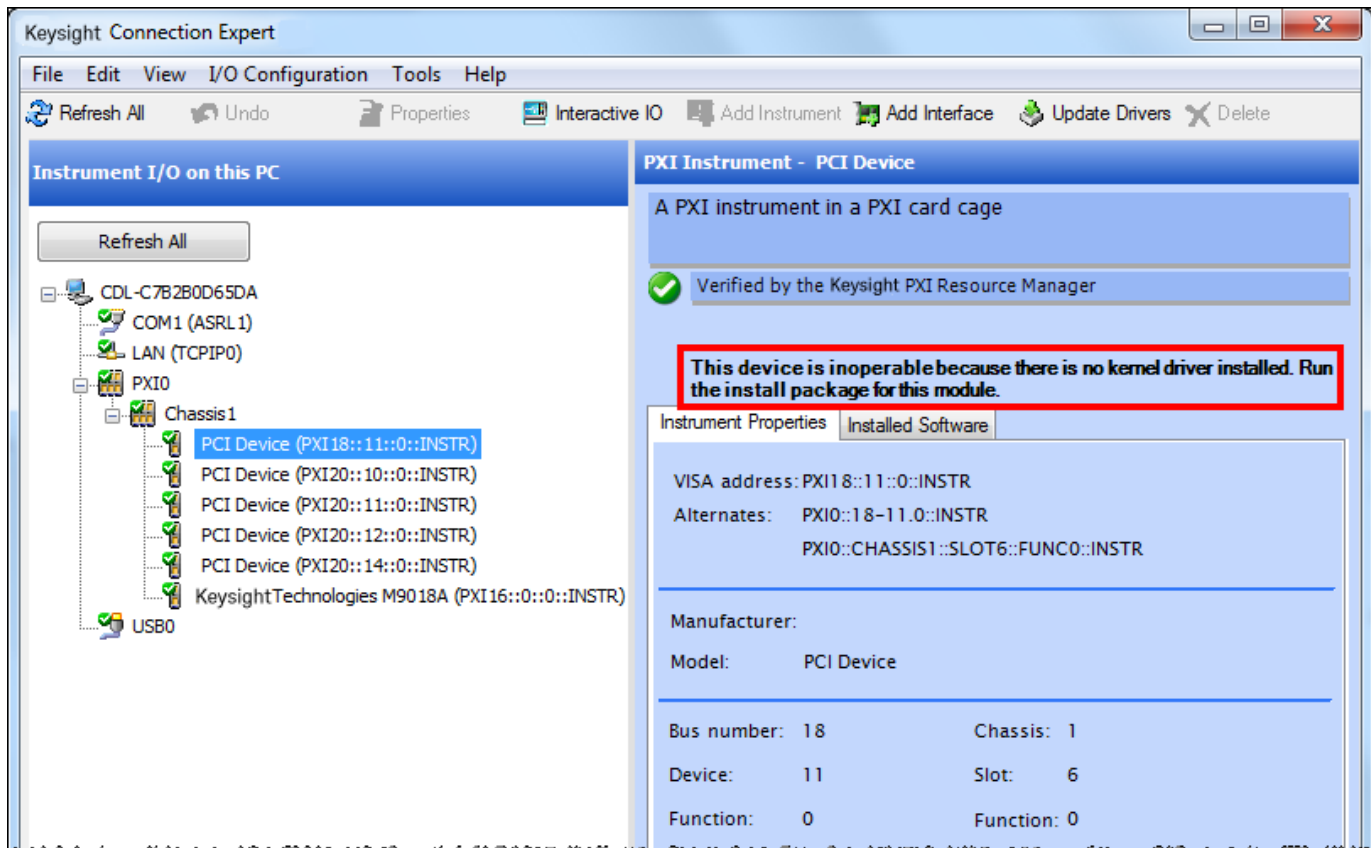 Keysight Connection Expert
File Edit View I/O Configuration Tools Help
Refresh All Undo Properties Interactive IO Add Instrument Add Interface Update Drivers Delete
Instrument I/O on this PC
Refresh All
CDL-C7B2B0D65DA
COM1 (ASRL1)
LAN (TCPIP0)
PXI0
Chassis1
PCI Device (PXI18::11::0::INSTR)
PCI Device (PXI20::10::0::INSTR)
PCI Device (PXI20::11::0::INSTR)
PCI Device (PXI20::12::0::INSTR)
PCI Device (PXI20::14::0::INSTR)
KeysightTechnologies M9018A (PXI16::0::0::INSTR)
USB0
PXI Instrument - PCI Device
A PXI instrument in a PXI card cage
Verified by the Keysight PXI Resource Manager
This device is inoperable because there is no kernel driver installed. Run
the install package for this module.
Instrument Properties Installed Software
VISA address: PXI18::11::0::INSTR
Alternates: PXI0::18-11.0::INSTR
PXI0::CHASSIS1::SLOT6::FUNC0::INSTR
Manufacturer:
Model: PCI Device
Bus number: 18 Chassis: 1
Device: 11 Slot: 6
Function: 0 Function: 0